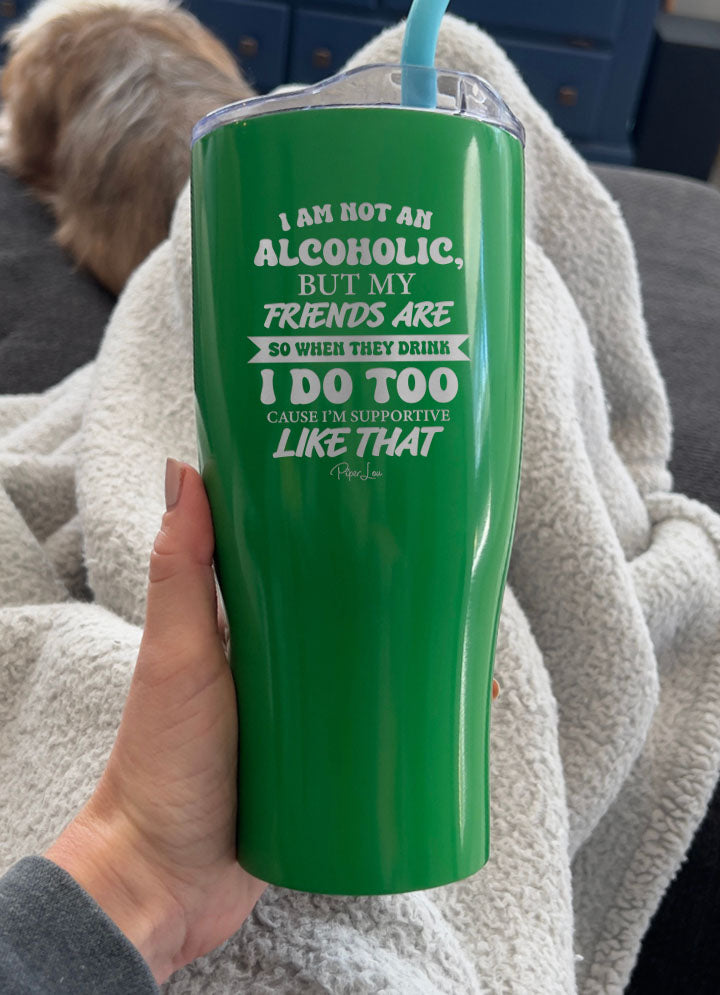 I AM NOT AN
ALCOHOLIC,
BUT MY
FRIENDS ARE
SO WHEN THEY DRINK
I DO TOO
CAUSE I'M SUPPORTIVE
LIKE THAT
Piper Lou